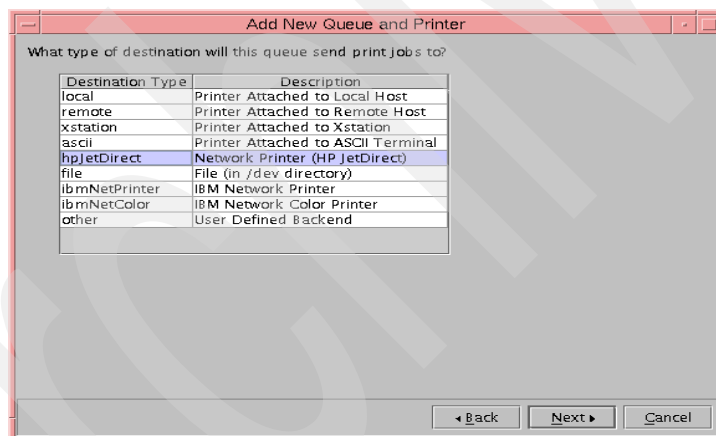 Add New Queue and Printer
What type of destination will this queue send print jobs to?
Destination Type Description
local Printer Attached to Local Host
remote Printer Attached to Remote Host
xstation Printer Attached to Xstation
ascii Printer Attached to ASCII Terminal
hpJetDirect Network Printer (HP JetDirect)
file File (in /dev directory)
ibmNetPrinter IBM Network Printer
ibmNetColor IBM Network Color Printer
other User Defined Backend
Back Next Cancel